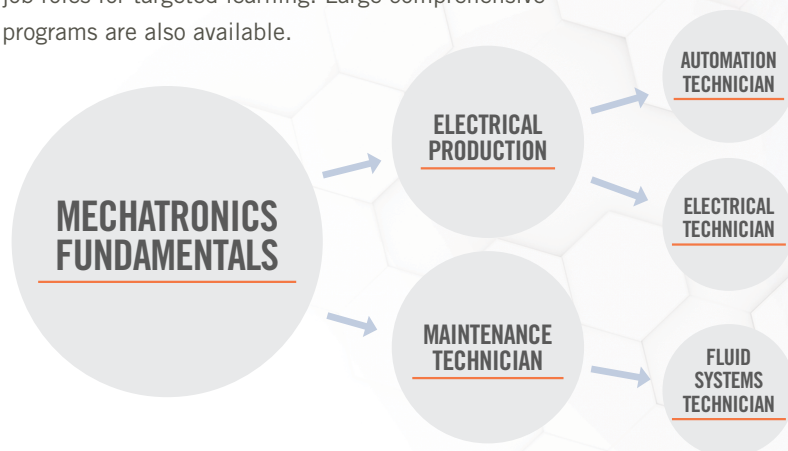 job roles for targeted learning. Large comprehensive
programs are also available.
MECHATRONICS
FUNDAMENTALS
ELECTRICAL
PRODUCTION
MAINTENANCE
TECHNICIAN
AUTOMATION
TECHNICIAN
ELECTRICAL
TECHNICIAN
FLUID
SYSTEMS
TECHNICIAN